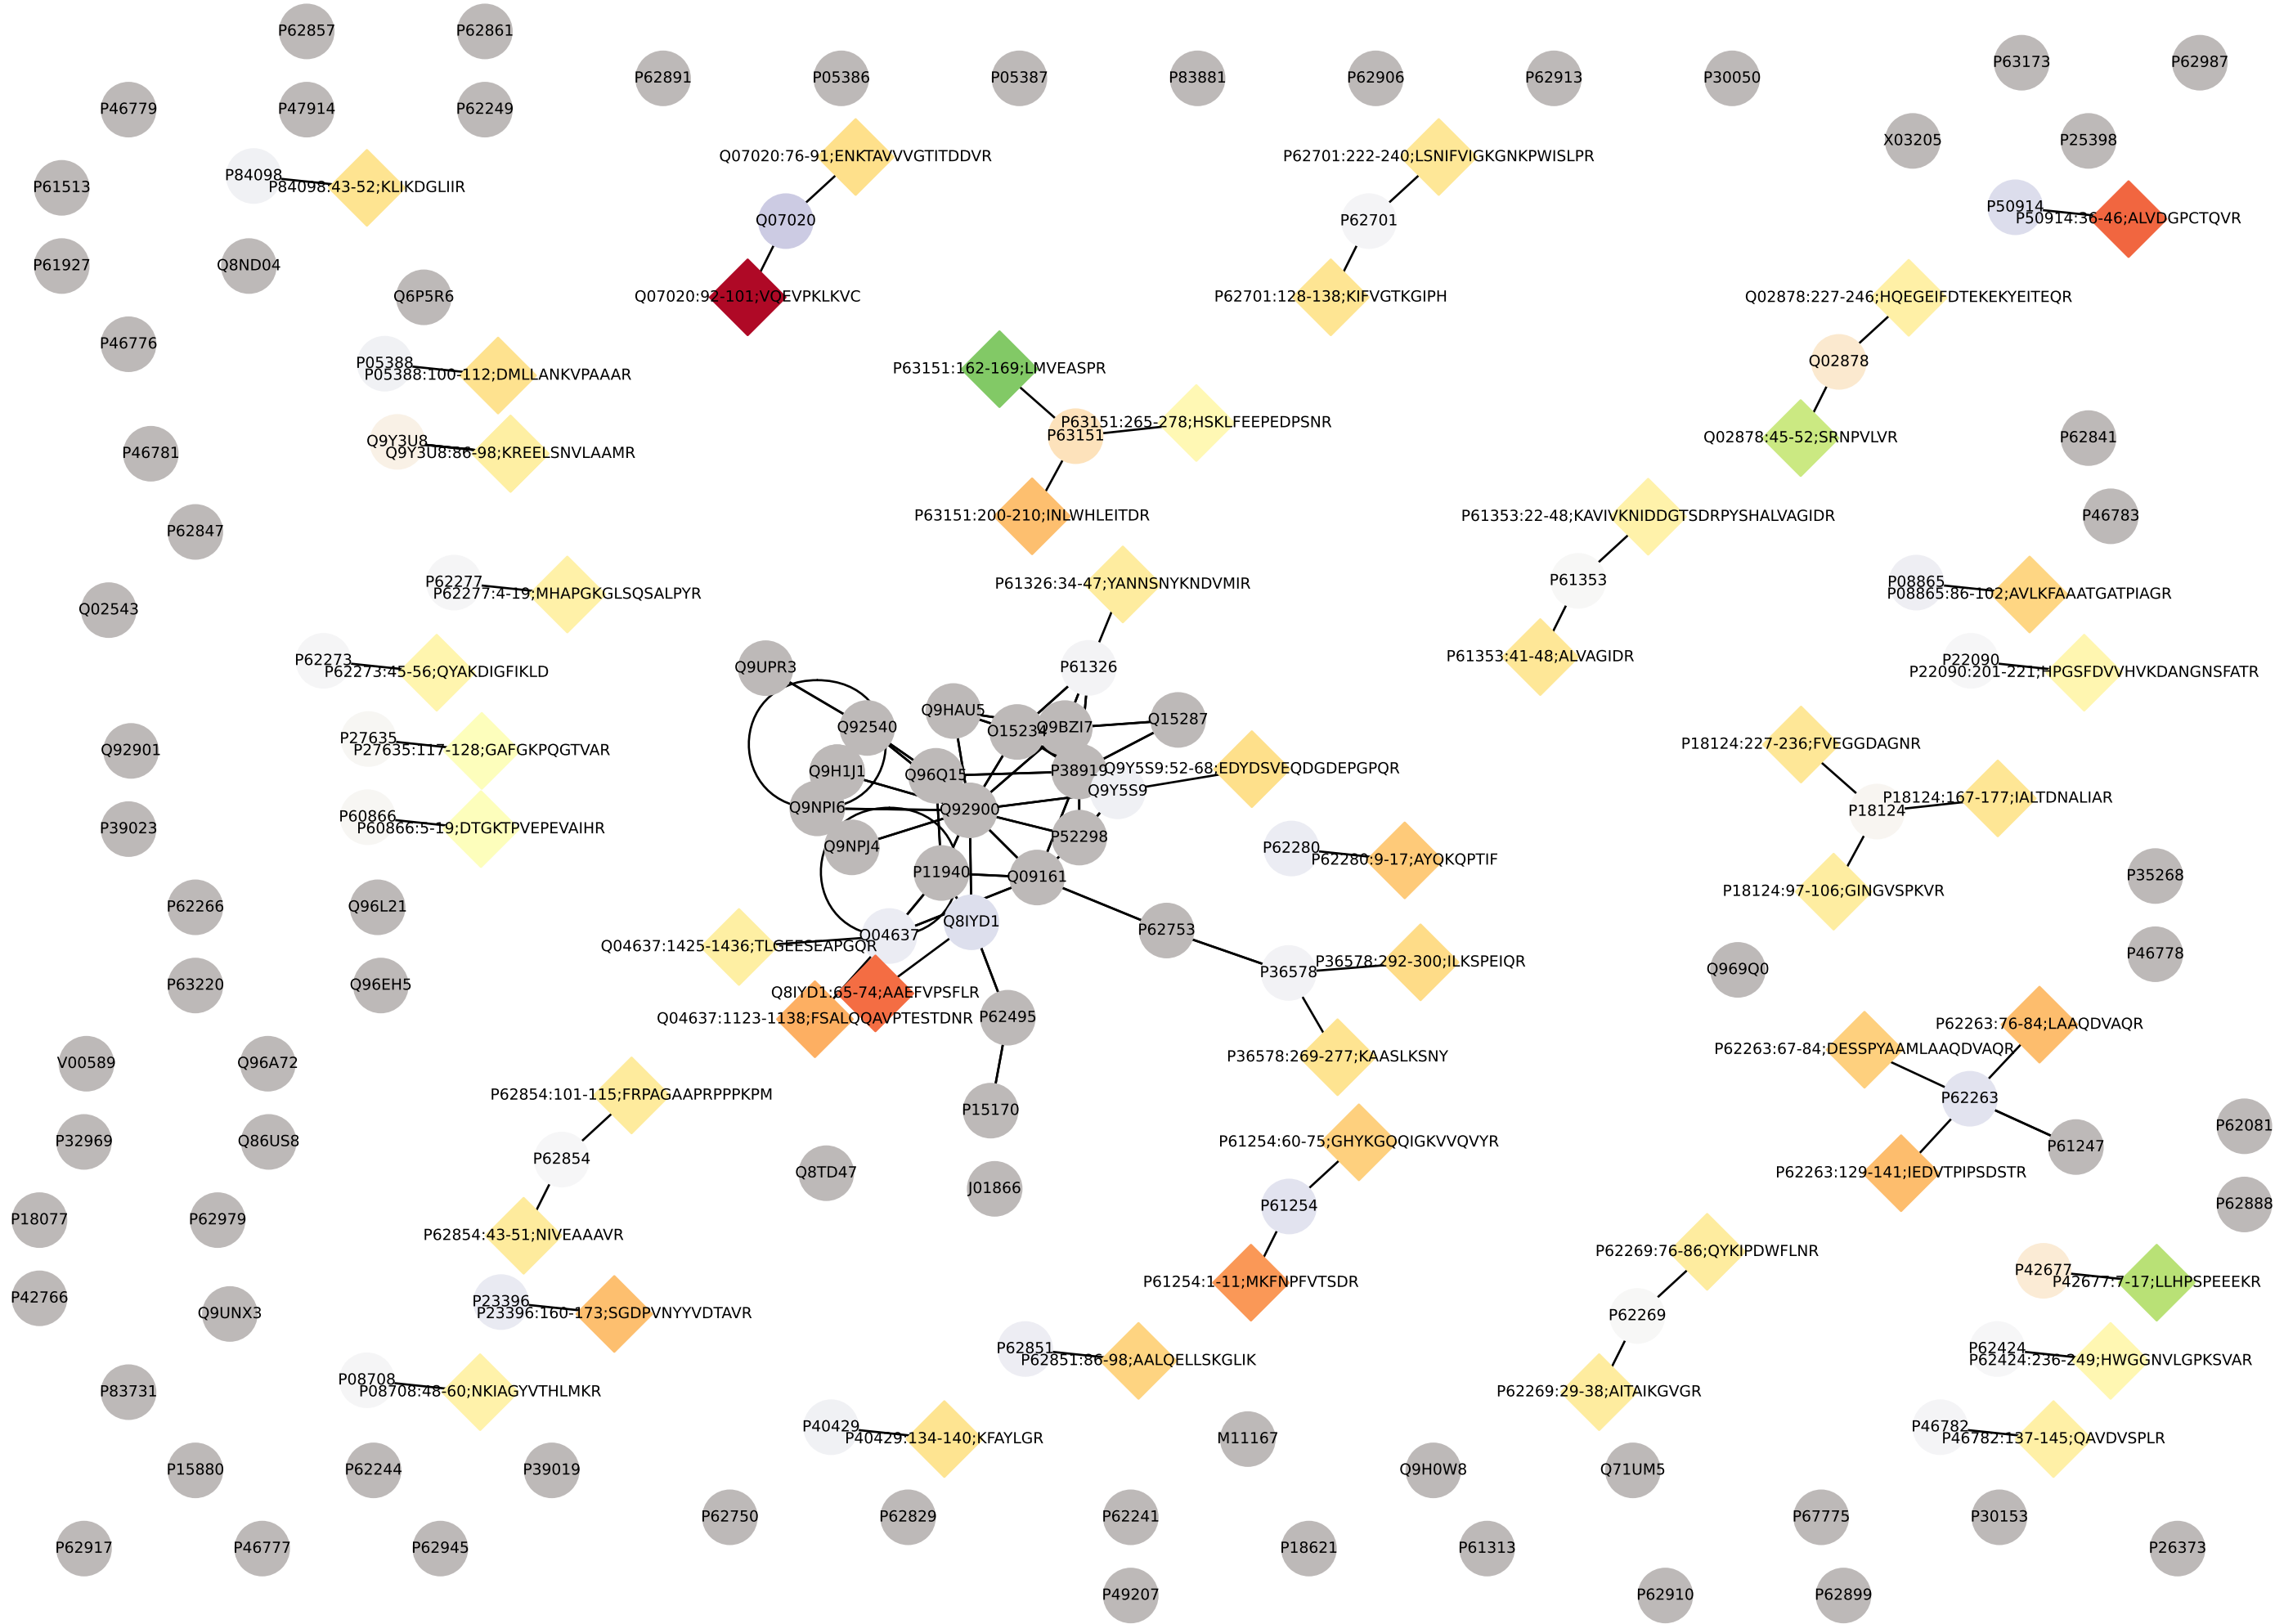 P62857
P62861
P63173
P62987
P62891
P05386
P05387
P83881
P62906
P62913
P30050
P46779
P47914
P62249
X03205
P25398
Q07020:76-91;ENKTAVVVGTITDDVR
P62701:222-240;LSNIFVIGKGNKPWISLPR
P84098
P84098:43-52;KLIKDGLIIR
P61513
P50914
P50914:36-46;ALVDGPCTQVR
Q07020
P62701
P61927
Q8ND04
Q6P5R6
Q07020:92-101;VQEVPKLKVC
P62701:128-138;KIFVGTKGIPH
Q02878:227-246;HQEGEIFDTEKEKYEITEQR
P46776
P05388
P05388:100-112;DMLLANKVPAAAR
P63151:162-169;LMVEASPR
Q02878
P63151:265-278;HSKLFEEPEDPSNR
P63151
Q02878:45-52;SRNPVLVR
P62841
Q9Y3U8
Q9Y3U8:86-98;KREELSNVLAAMR
P46781
P63151:200-210;INLWHLEITDR
P61353:22-48;KAVIVKNIDDGTSDRPYSHALVAGIDR
P46783
P62847
P62277
P62277:4-19;MHAPGKGLSQSALPYR
P61326:34-47;YANNSNYKNDVMIR
P61353
P08865
P08865:86-102;AVLKFAAATGATPIAGR
Q02543
P62273
P62273:45-56;QYAKDIGFIKLD
Q9UPR3
P61326
P61353:41-48;ALVAGIDR
P22090
P22090:201-221;HPGSFDVVHVKDANGNSFATR
Q9HAU5
Q92540
O15234
Q9BZI7
Q15287
P27635
P27635:117-128;GAFGKPQGTVAR
Q92901
P18124:227-236;FVEGGDAGNR
Q9H1J1
Q96Q15
P38919
Q9Y5S9:52-68;EDYDSVEQDGDEPGPQR
Q9Y5S9
P18124:167-177;IALTDNALIAR
P18124
Q9NPI6
Q92900
P60866
P60866:5-19;DTGKTPVEPEVAIHR
P39023
Q9NPJ4
P52298
P62280
P62280:9-17;AYQKQPTIF
P11940
Q09161
P35268
P18124:97-106;GINGVSPKVR
P62266
Q96L21
Q04637
Q8IYD1
P62753
Q04637:1425-1436;TLGEESEAPGQR
P46778
P36578
P36578:292-300;ILKSPEIQR
Q969Q0
P63220
Q96EH5
Q8IYD1:65-74;AAEFVPSFLR
Q04637:1123-1138;FSALQQAVPTESTDNR
P62495
P62263:76-84;LAAQDVAQR
P62263:67-84;DESSPYAAMLAAQDVAQR
P36578:269-277;KAASLKSNY
V00589
Q96A72
P62854:101-115;FRPAGAAPRPPPKPM
P15170
P62263
P62081
P32969
Q86US8
P61254:60-75;GHYKGQQIGKVVQVYR
P61247
P62854
Q8TD47
J01866
P62263:129-141;IEDVTPIPSDSTR
P61254
P62888
P18077
P62979
P62854:43-51;NIVEAAAVR
P62269:76-86;QYKIPDWFLNR
P42677
P42677:7-17;LLHPSPEEEKR
P61254:1-11;MKFNPFVTSDR
P42766
Q9UNX3
P23396
P23396:160-173;SGDPVNYYVDTAVR
P62269
P62851
P62851:86-98;AALQELLSKGLIK
P62424
P62424:236-249;HWGGNVLGPKSVAR
P83731
P08708
P08708:48-60;NKIAGYVTHLMKR
P62269:29-38;AITAIKGVGR
P40429
P40429:134-140;KFAYLGR
M11167
P46782
P46782:137-145;QAVDVSPLR
P15880
P62244
P39019
Q9H0W8
Q71UM5
P62750
P62829
P62241
P67775
P30153
P62917
P46777
P62945
P18621
P61313
P26373
P49207
P62910
P62899